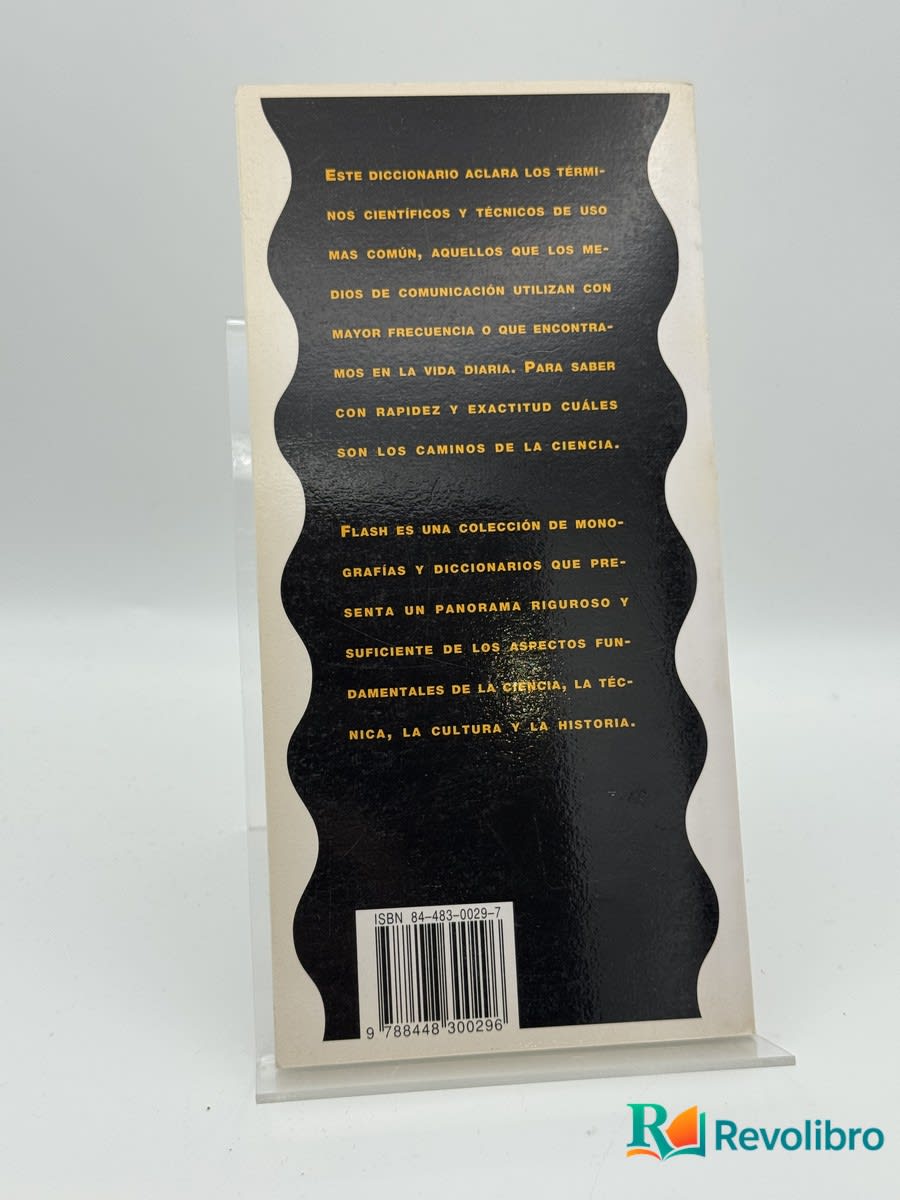 Este diccionario aclara los térmi-
nos científicos y técnicos de uso
mas común, aquellos que los me-
dios de comunicación utilizan con
mayor frecuencia o que encontra-
mos en la vida diaria. Para saber
con rapidez y exactitud cuáles
son los caminos de la ciencia.
Flash es una colección de mono-
grafías y diccionarios que pre-
senta un panorama riguroso y
suficiente de los aspectos fun-
damentales de la ciencia, la téc-
nica, la cultura y la historia.
ISBN 84-483-0029-7
9 788448 300296
Revolibro